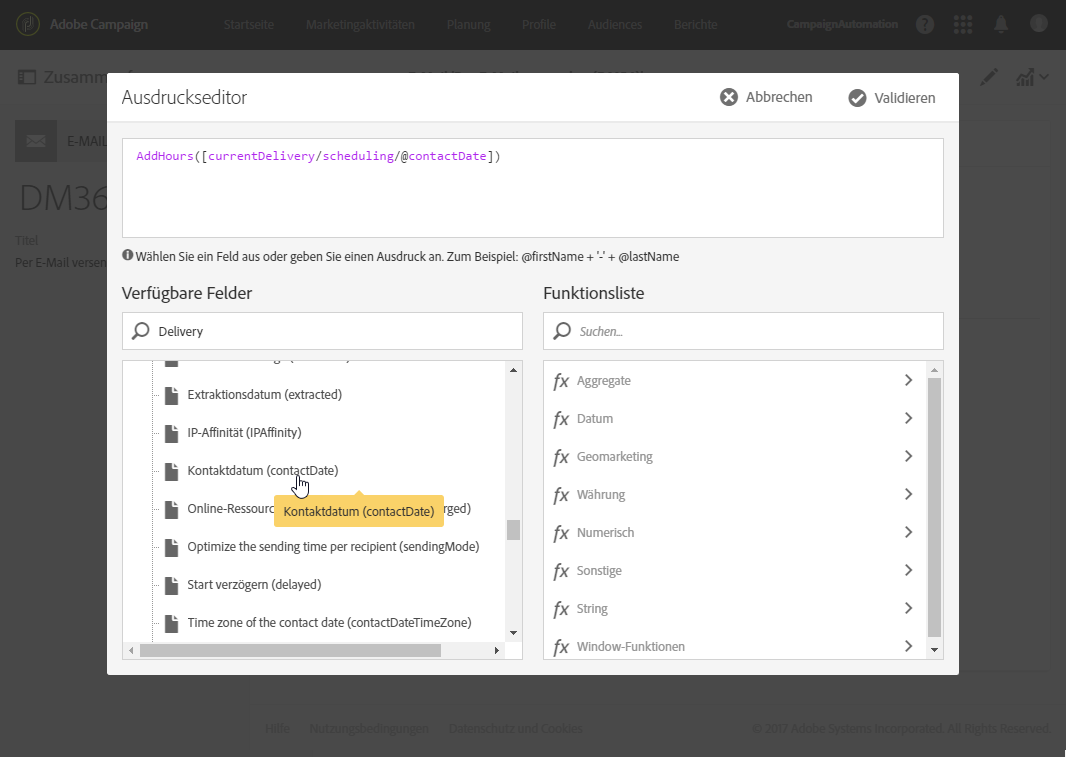 Adobe Campaign
Startseite
Marketingaktivitäten
Planung
Profile
Audiences
Berichte
CampaignAutomation
Ausdruckseditor
Abbrechen
Validieren
E-MAIL
AddHours([currentDelivery/scheduling/@contactDate])
DM36
Titel
Per E-Mail versen
Wählen Sie ein Feld aus oder geben Sie einen Ausdruck an. Zum Beispiel: @firstName + '-' + @lastName
Verfügbare Felder
Funktionsliste
Delivery
Suchen...
Extraktionsdatum (extracted)
IP-Affinität (IPAffinity)
Kontaktdatum (contactDate)
Online-Ressourc
rged)
Kontaktdatum (contactDate)
Optimize the sending time per recipient (sendingMode)
Start verzögern (delayed)
Time zone of the contact date (contactDateTimeZone)
fx Aggregate
fx Datum
fx Geomarketing
fx Währung
fx Numerisch
fx Sonstige
fx String
fx Window-Funktionen
Hilfe
Nutzungsbedingungen
Datenschutz und Cookies
© 2017 Adobe Systems Incorporated. All Rights Reserved.